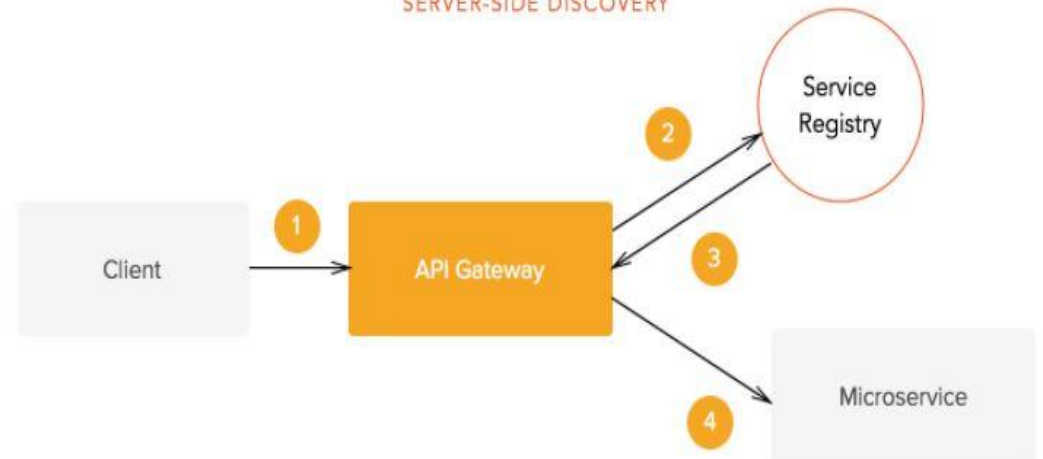 SERVER-SIDE DISCOVERY
Service
Registry
2
1
3
Client
API Gateway
Microservice
4